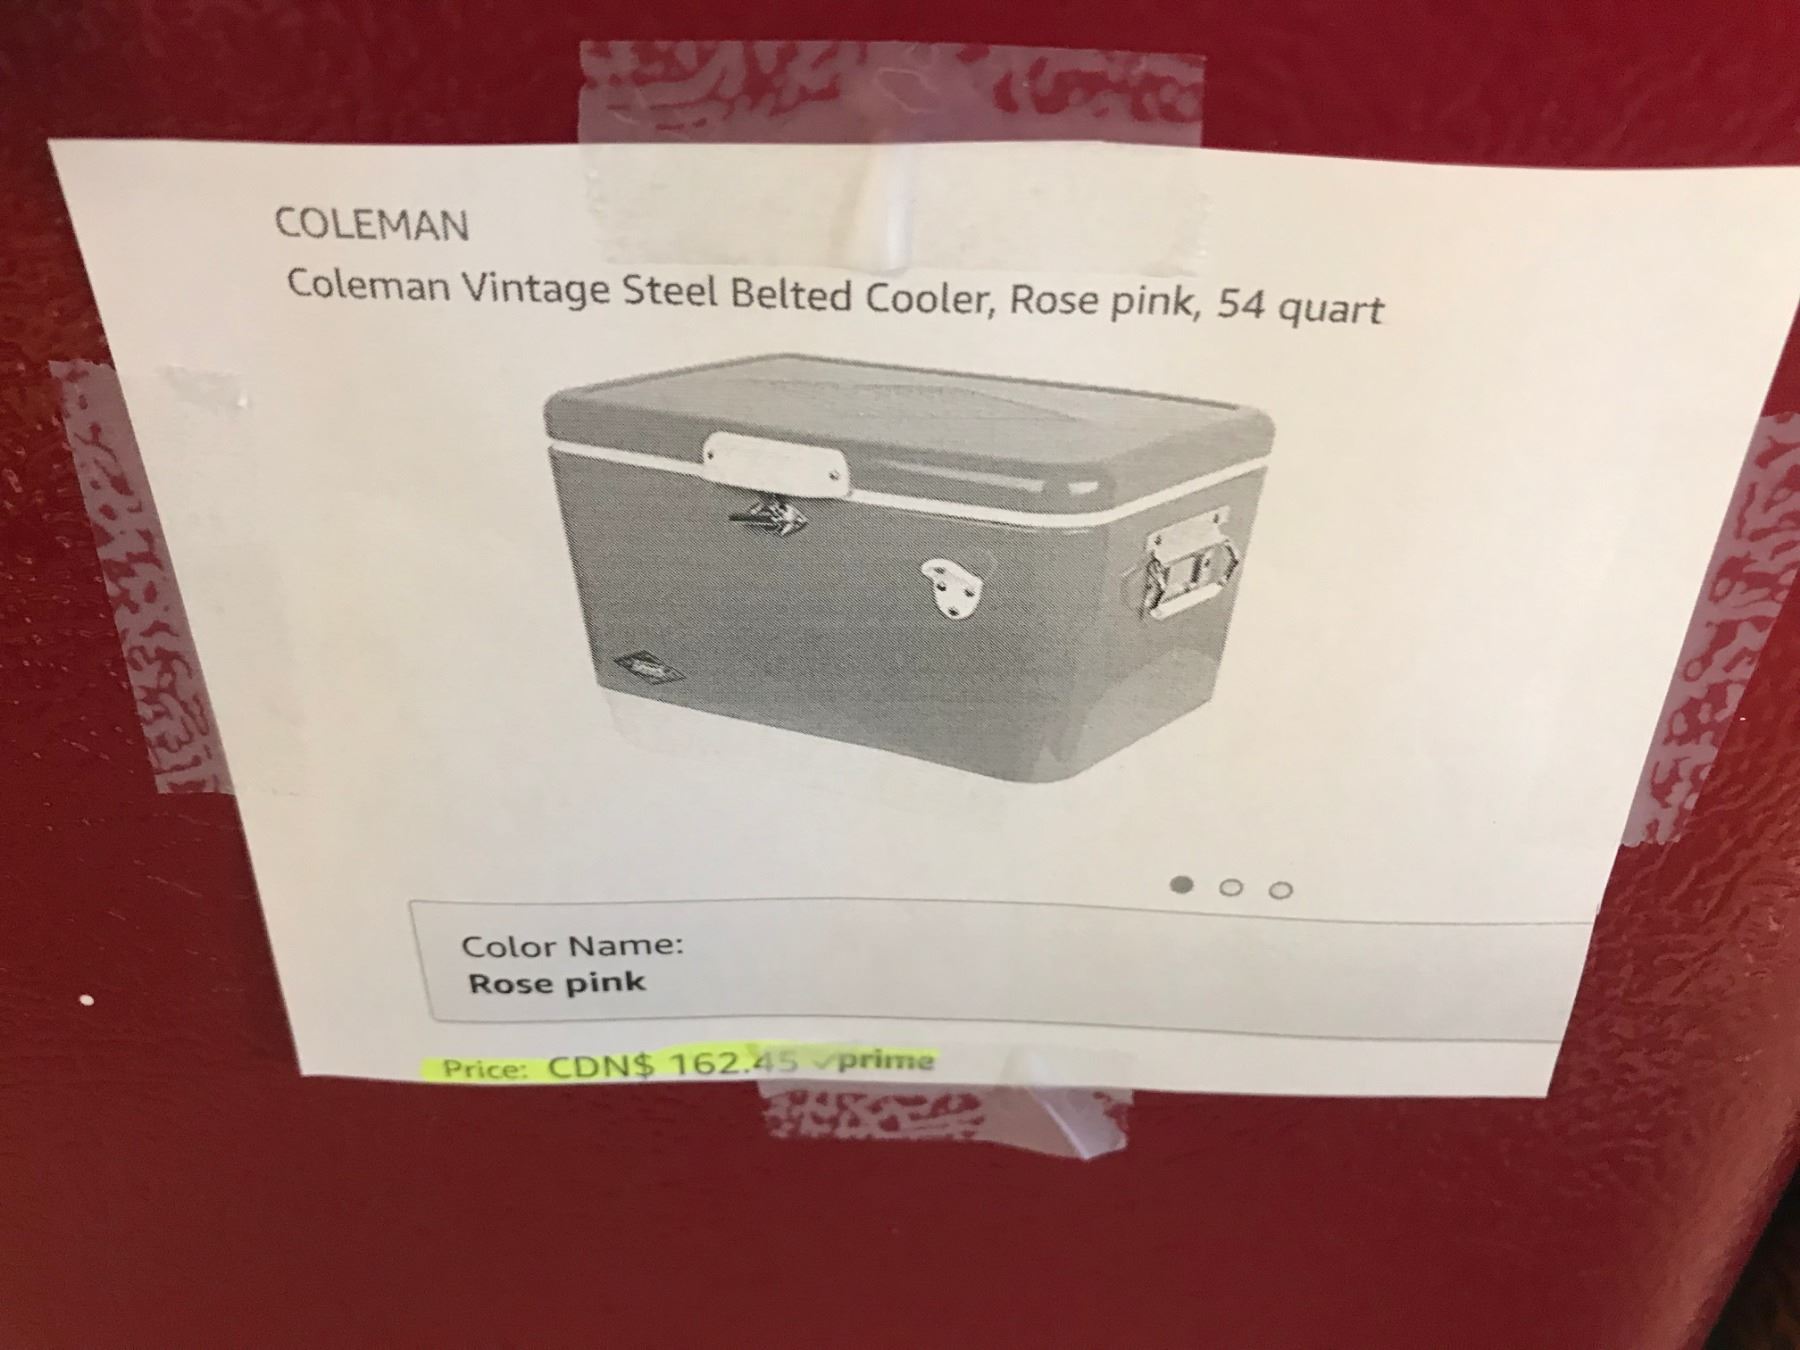 COLEMAN
Coleman Vintage Steel Belted Cooler, Rose pink, 54 quart
Color Name:
Rose pink
Price: CDN$ 162.45 ✓prime